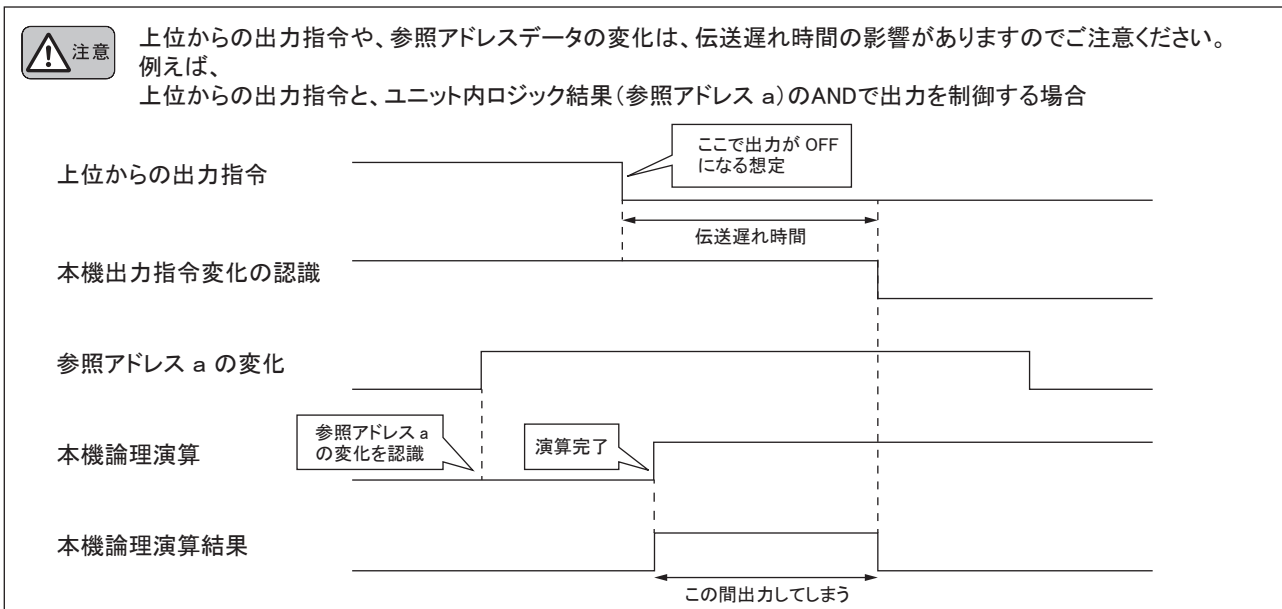 注意
上位からの出力指令や、参照アドレスデータの変化は、伝送遅れ時間の影響がありますのでご注意ください。
例えば、
上位からの出力指令と、ユニット内ロジック結果（参照アドレス a）のANDで出力を制御する場合
ここで出力が OFF
になる想定
上位からの出力指令
伝送遅れ時間
本機出力指令変化の認識
参照アドレス a の変化
参照アドレス a
の変化を認識
演算完了
本機論理演算
本機論理演算結果
この間出力してしまう